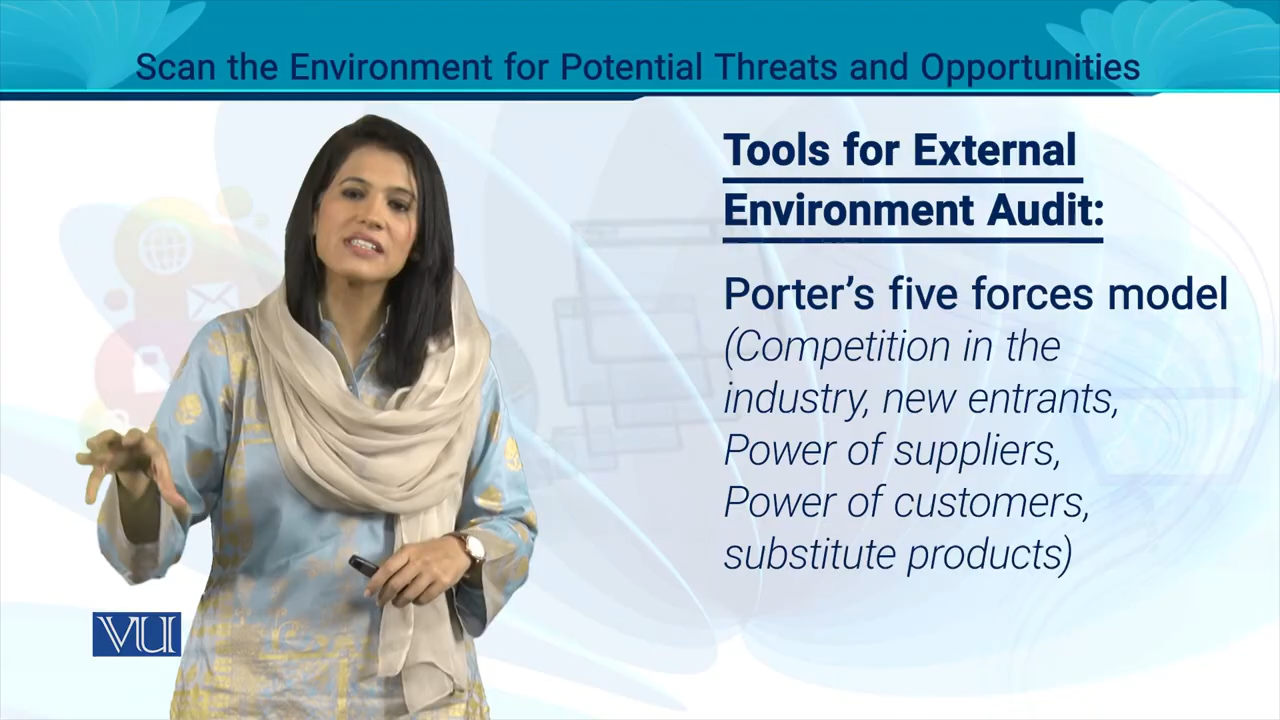 Scan the Environment for Potential Threats and Opportunities
Tools for External
Environment Audit:
Porter's five forces model
(Competition in the
industry, new entrants,
Power of suppliers,
Power of customers,
substitute products)
VU